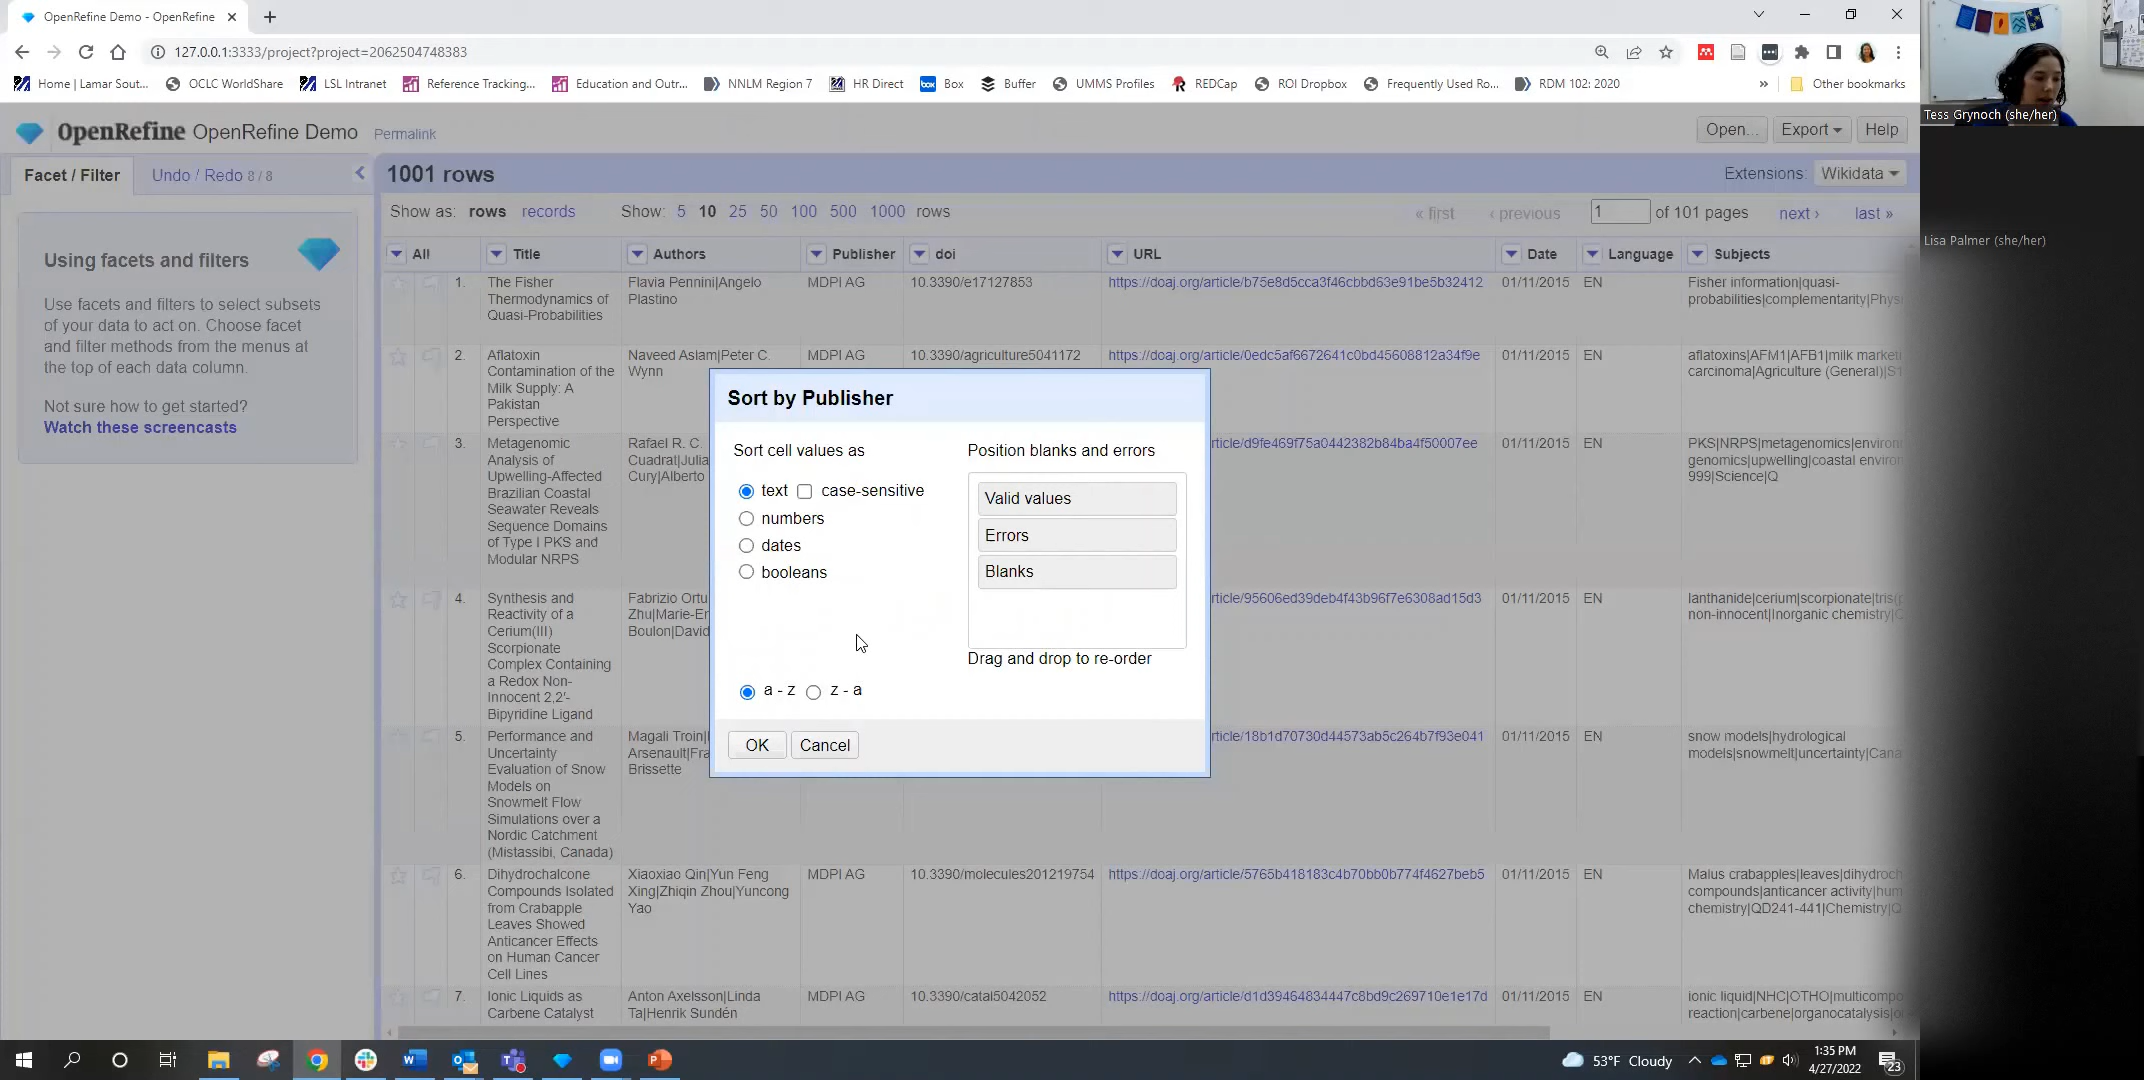 OpenRefine Demo - OpenRefine
127.0.0.1:3333/project?project=2062504748383
Home | Lamar Sout...
OCLC WorldShare
LSL Intranet
Reference Tracking...
Education and Outr...
NNLM Region 7
HR Direct
box Box
Buffer
UMMS Profiles
REDCap
ROI Dropbox
Frequently Used Ro...
RDM 102: 2020
»
Other bookmarks
Tess Grynoch (she/her)
Lisa Palmer (she/her)
OpenRefine OpenRefine Demo Permalink
Open... Export Help
Facet / Filter Undo / Redo 8 / 8
1001 rows
Extensions: Wikidata
Show as: rows records Show: 5 10 25 50 100 500 1000 rows
« first ‹ previous 1 of 101 pages next › last »
Using facets and filters
Use facets and filters to select subsets
of your data to act on. Choose facet
and filter methods from the menus at
the top of each data column.
Not sure how to get started?
Watch these screencasts
All Title Authors Publisher doi URL Date Language Subjects
1. The Fisher Flavia Pennini|Angelo MDPI AG 10.3390/e17127853 https://doaj.org/article/b75e8d5cca3f46cbbd63e91be5b32412 01/11/2015 EN Fisher information|quasi-
Thermodynamics of Plastino probabilities|complementarity|Phys
Quasi-Probabilities
2. Aflatoxin Naveed Aslam|Peter C. MDPI AG 10.3390/agriculture5041172 https://doaj.org/article/0edc5af6672641c0bd45608812a34f9e 01/11/2015 EN aflatoxins|AFM1|AFB1|milk marketi
Contamination of the Wynn carcinoma|Agriculture (General)|S1
Milk Supply: A
Pakistan
Perspective
3. Metagenomic Rafael R. C. rticle/d9fe469f75a0442382b84ba4f50007ee 01/11/2015 EN PKS|NRPS|metagenomics|environ
Analysis of Cuadrat|Julia genomics|upwelling|coastal environ
Upwelling-Affected Cury|Alberto 999|Science|Q
Brazilian Coastal
Seawater Reveals
Sequence Domains
of Type I PKS and
Modular NRPS
4. Synthesis and Fabrizio Ortu rticle/95606ed39deb4f43b96f7e6308ad15d3 01/11/2015 EN lanthanide|cerium|scorpionate|tris(p
Reactivity of a Zhu|Marie-Er non-innocent|Inorganic chemistry|Q
Cerium(III) Boulon|David
Scorpionate
Complex Containing
a Redox Non-
Innocent 2,2′-
Bipyridine Ligand
5. Performance and Magali Troin| rticle/18b1d70730d44573ab5c264b7f93e041 01/11/2015 EN snow models|hydrological
Uncertainty Arsenault|Fra models|snowmelt|uncertainty|Cana
Evaluation of Snow Brissette
Models on
Snowmelt Flow
Simulations over a
Nordic Catchment
(Mistassibi, Canada)
6. Dihydrochalcone Xiaoxiao Qin|Yun Feng MDPI AG 10.3390/molecules201219754 https://doaj.org/article/5765b418183c4b70bb0b774f4627beb5 01/11/2015 EN Malus crabapples|leaves|dihydroch
Compounds Isolated Xing|Zhiqin Zhou|Yuncong compounds|anticancer activity|hum
from Crabapple Yao chemistry|QD241-441|Chemistry|Q
Leaves Showed
Anticancer Effects
on Human Cancer
Cell Lines
7. Ionic Liquids as Anton Axelsson|Linda MDPI AG 10.3390/catal5042052 https://doaj.org/article/d1d39464834447c8bd9c269710e1e17d 01/11/2015 EN ionic liquid|NHC|OTHO|multicompo
Carbene Catalyst Ta|Henrik Sundén reaction|carbene|organocatalysis|o
Sort by Publisher
Sort cell values as Position blanks and errors
text case-sensitive
numbers
dates
booleans
Valid values
Errors
Blanks
Drag and drop to re-order
a - z z - a
OK Cancel
53°F Cloudy
1:35 PM
4/27/2022
23